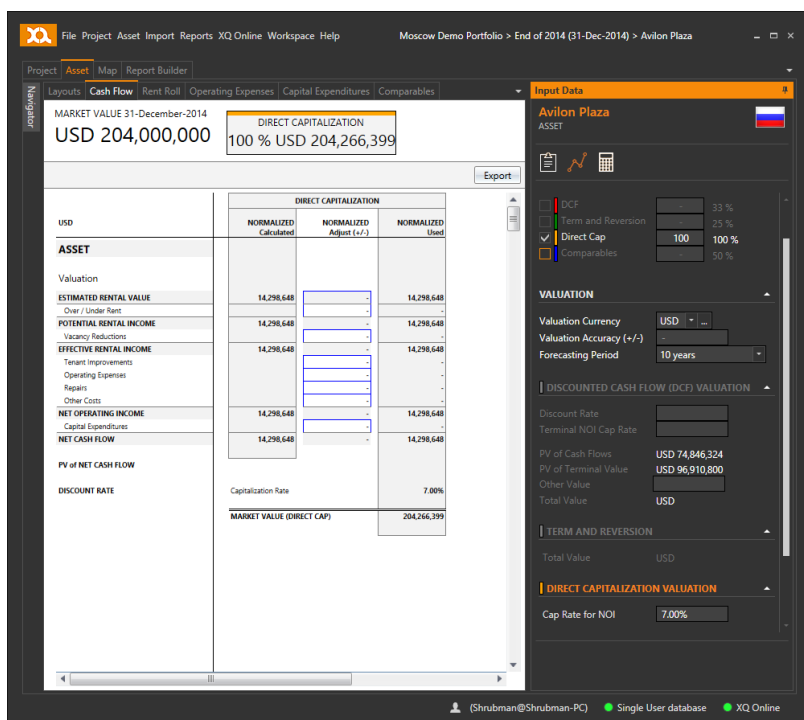 File Project Asset Import Reports XQ Online Workspace Help Moscow Demo Portfolio > End of 2014 (31-Dec-2014) > Avilon Plaza
Project Asset Map Report Builder
Navigator
Layouts Cash Flow Rent Roll Operating Expenses Capital Expenditures Comparables
MARKET VALUE 31-December-2014
USD 204,000,000
DIRECT CAPITALIZATION
100 % USD 204,266,399
Export
DIRECT CAPITALIZATION
USD NORMALIZED NORMALIZED NORMALIZED
Calculated Adjust (+/-) Used
ASSET
Valuation
ESTIMATED RENTAL VALUE 14,298,648 - 14,298,648
Over / Under Rent - -
POTENTIAL RENTAL INCOME 14,298,648 - 14,298,648
Vacancy Reductions - -
EFFECTIVE RENTAL INCOME 14,298,648 - 14,298,648
Tenant Improvements - -
Operating Expenses - -
Repairs - -
Other Costs - -
NET OPERATING INCOME 14,298,648 - 14,298,648
Capital Expenditures - -
NET CASH FLOW 14,298,648 - 14,298,648
PV of NET CASH FLOW
DISCOUNT RATE Capitalization Rate 7.00%
MARKET VALUE (DIRECT CAP) 204,266,399
Input Data
Avilon Plaza
ASSET
DCF - 33 %
Term and Reversion - 25 %
Direct Cap 100 100 %
Comparables - 50 %
VALUATION
Valuation Currency USD ...
Valuation Accuracy (+/-) -
Forecasting Period 10 years
DISCOUNTED CASH FLOW (DCF) VALUATION
Discount Rate
Terminal NOI Cap Rate
PV of Cash Flows USD 74,846,324
PV of Terminal Value USD 96,910,800
Other Value
Total Value USD
TERM AND REVERSION
Total Value USD
DIRECT CAPITALIZATION VALUATION
Cap Rate for NOI 7.00%
(Shrubman@Shrubman-PC) Single User database XQ Online